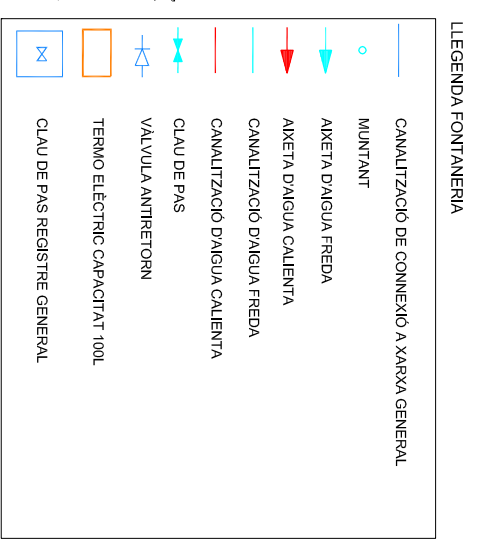 LLEGENDA FONTANERIA
CANALITZACIÓ DE CONNEXIÓ A XARXA GENERAL
MUNTANT
AIXETA D'AIGUA FREDA
AIXETA D'AIGUA CALIENTA
CANALITZACIÓ D'AIGUA FREDA
CANALITZACIÓ D'AIGUA CALIENTA
CLAU DE PAS
VÀLVULA ANTIRETORN
TERMO ELÈCTRIC CAPACITAT 100L
CLAU DE PAS REGISTRE GENERAL